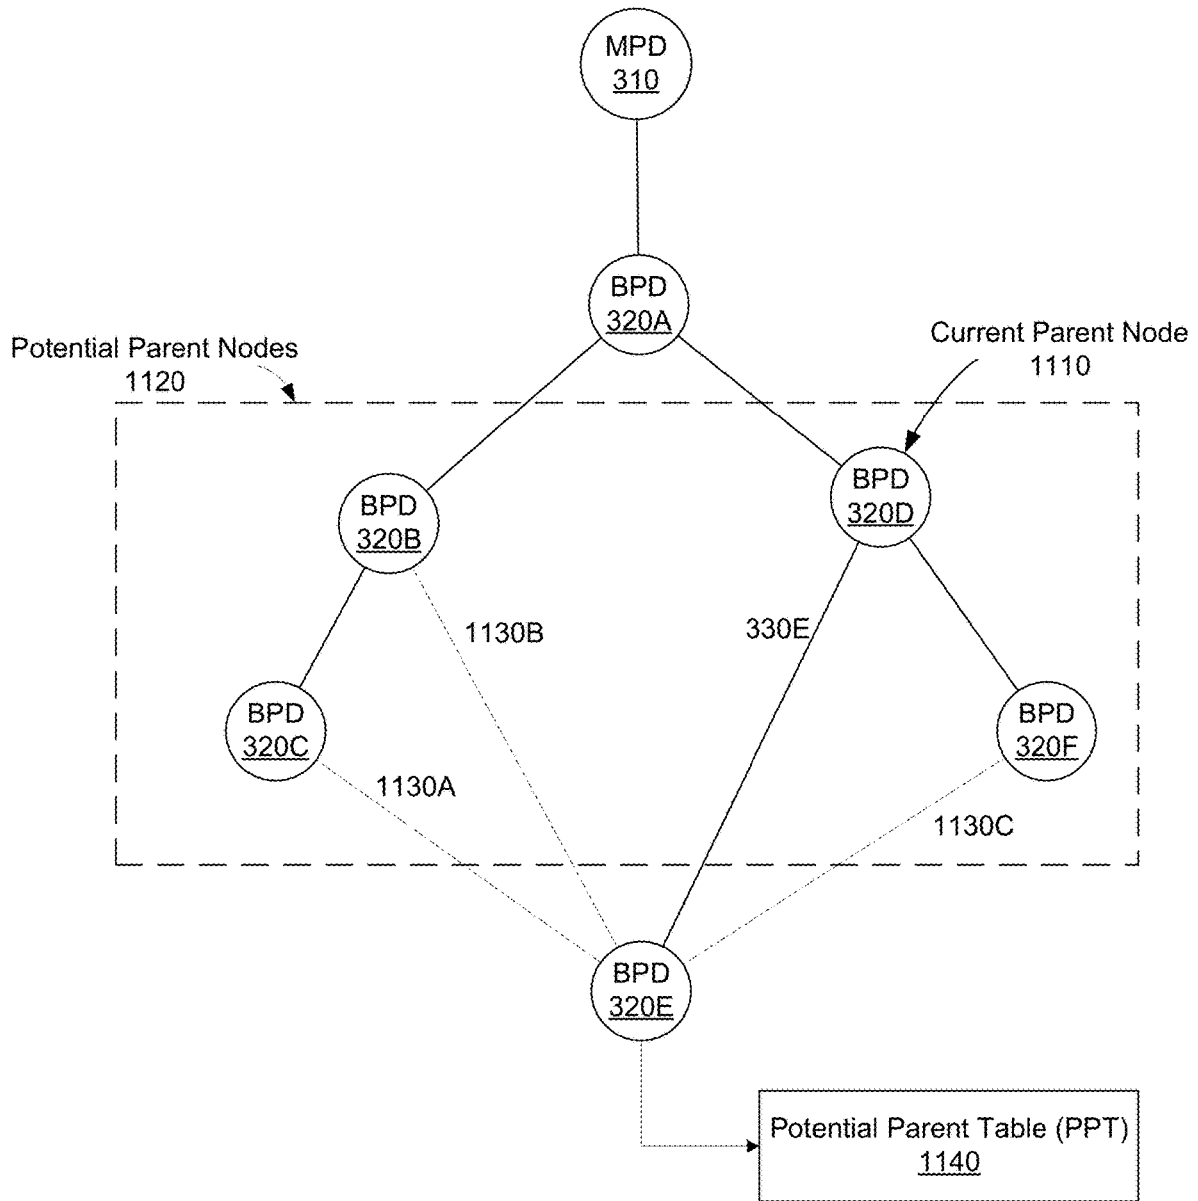 MPD
310
BPD
320A
Potential Parent Nodes
1120
Current Parent Node
1110
BPD
320B
BPD
320D
1130B
330E
BPD
320C
BPD
320F
1130A
1130C
BPD
320E
Potential Parent Table (PPT)
1140